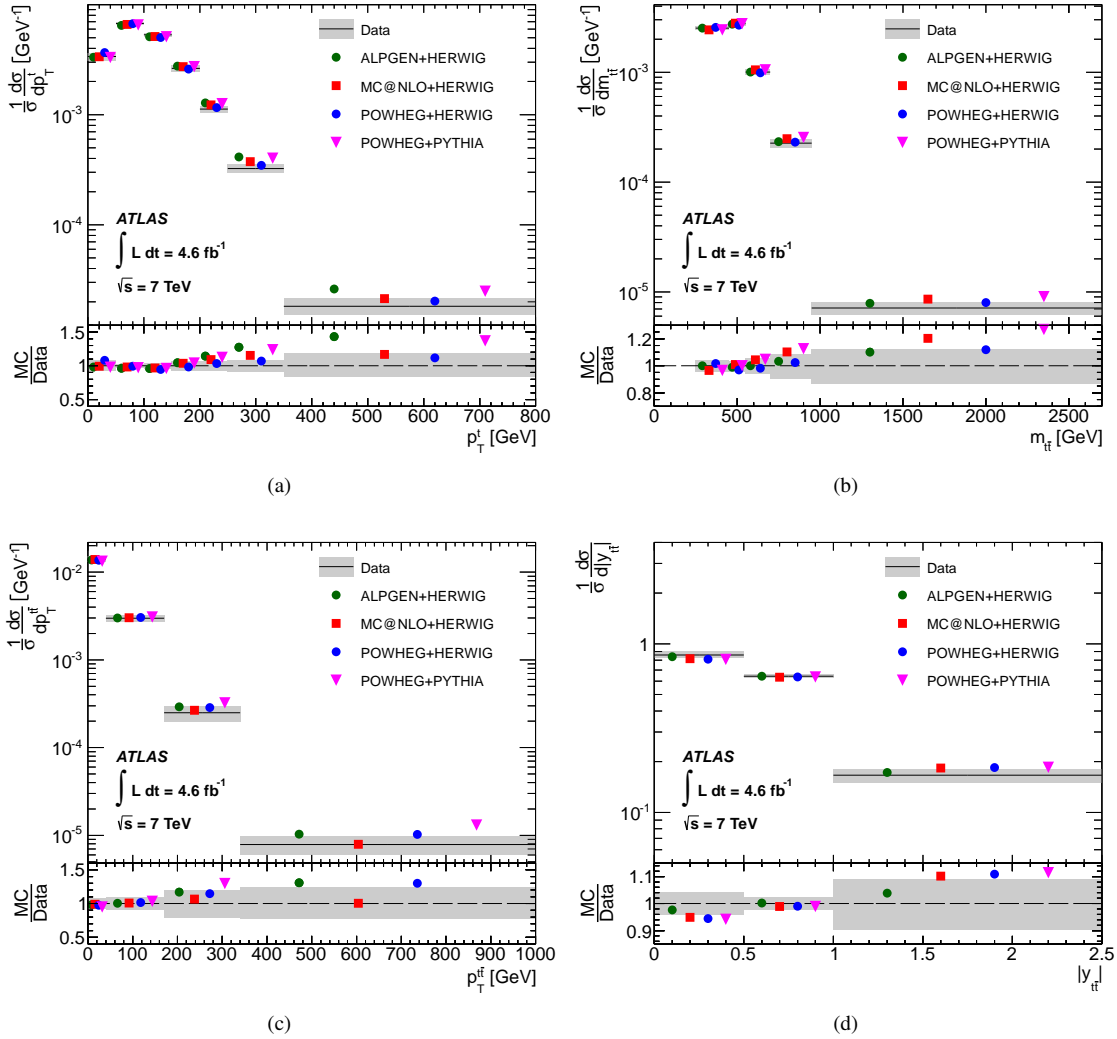 1/σ dσ/dp_T^t [GeV⁻¹]
10⁻³
10⁻⁴
Data
ALPGEN+HERWIG
MC@NLO+HERWIG
POWHEG+HERWIG
POWHEG+PYTHIA
ATLAS
∫ L dt = 4.6 fb⁻¹
√s = 7 TeV
MC/Data
1.5
1
0.5
0 100 200 300 400 500 600 700 800
p_T^t [GeV]
(a)
1/σ dσ/dm_tt̄ [GeV⁻¹]
10⁻³
10⁻⁴
10⁻⁵
Data
ALPGEN+HERWIG
MC@NLO+HERWIG
POWHEG+HERWIG
POWHEG+PYTHIA
ATLAS
∫ L dt = 4.6 fb⁻¹
√s = 7 TeV
MC/Data
1.2
1
0.8
0 500 1000 1500 2000 2500
m_tt̄ [GeV]
(b)
1/σ dσ/dp_T^tt̄ [GeV⁻¹]
10⁻²
10⁻³
10⁻⁴
10⁻⁵
Data
ALPGEN+HERWIG
MC@NLO+HERWIG
POWHEG+HERWIG
POWHEG+PYTHIA
ATLAS
∫ L dt = 4.6 fb⁻¹
√s = 7 TeV
MC/Data
1.5
1
0.5
0 100 200 300 400 500 600 700 800 900 1000
p_T^tt̄ [GeV]
(c)
1/σ dσ/d|y_tt̄|
1
10⁻¹
Data
ALPGEN+HERWIG
MC@NLO+HERWIG
POWHEG+HERWIG
POWHEG+PYTHIA
ATLAS
∫ L dt = 4.6 fb⁻¹
√s = 7 TeV
MC/Data
1.1
1
0.9
0 0.5 1 1.5 2 2.5
|y_tt̄|
(d)